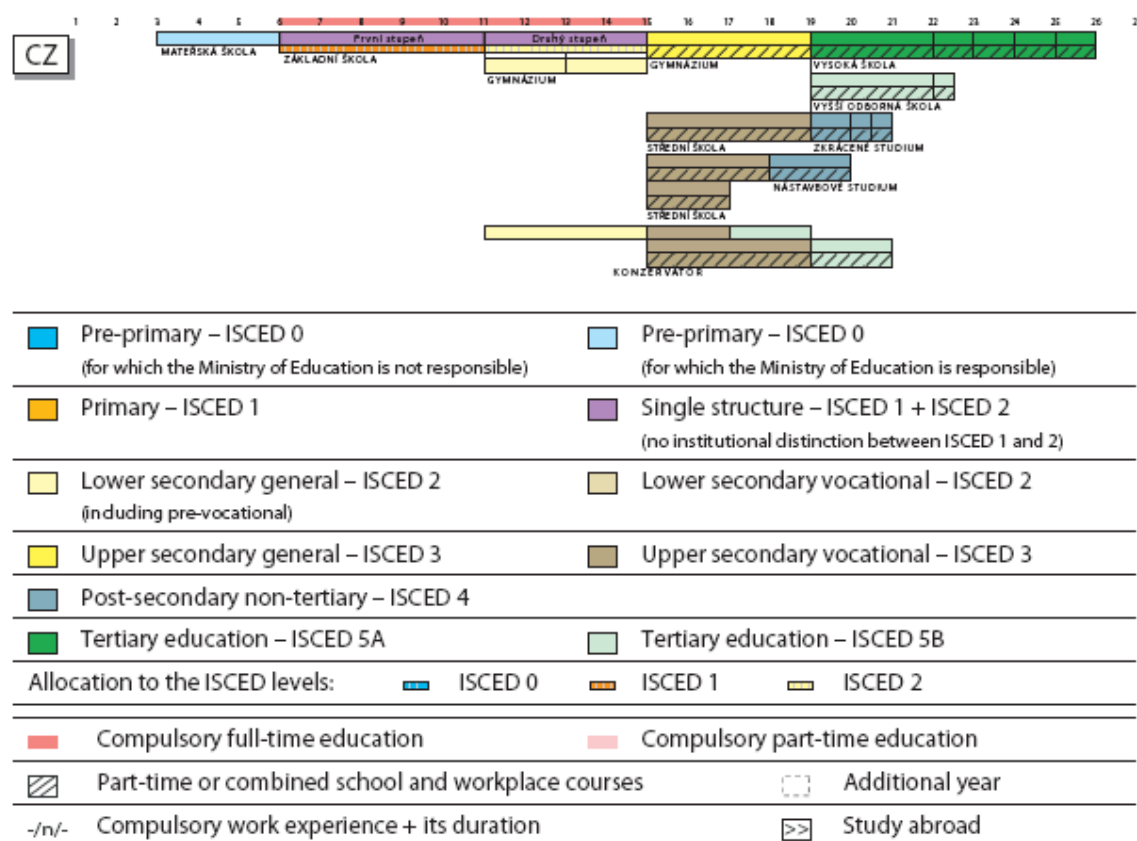 1 2 3 4 5 6 7 8 9 10 11 12 13 14 15 16 17 18 19 20 21 22 23 24 25 26
CZ
První stupeň Druhý stupeň
MATEŘSKÁ ŠKOLA ZÁKLADNÍ ŠKOLA GYMNÁZIUM GYMNÁZIUM VYSOKÁ ŠKOLA
VYŠŠÍ ODBORNÁ ŠKOLA
STŘEDNÍ ŠKOLA ZKRÁCENÉ STUDIUM
NÁSTAVBOVÉ STUDIUM
STŘEDNÍ ŠKOLA
KONZERVATOŘ
Pre-primary – ISCED 0 Pre-primary – ISCED 0
(for which the Ministry of Education is not responsible) (for which the Ministry of Education is responsible)
Primary – ISCED 1 Single structure – ISCED 1 + ISCED 2
(no institutional distinction between ISCED 1 and 2)
Lower secondary general – ISCED 2 Lower secondary vocational – ISCED 2
(including pre-vocational)
Upper secondary general – ISCED 3 Upper secondary vocational – ISCED 3
Post-secondary non-tertiary – ISCED 4
Tertiary education – ISCED 5A Tertiary education – ISCED 5B
Allocation to the ISCED levels: ISCED 0 ISCED 1 ISCED 2
Compulsory full-time education Compulsory part-time education
Part-time or combined school and workplace courses Additional year
-/n/- Compulsory work experience + its duration >> Study abroad